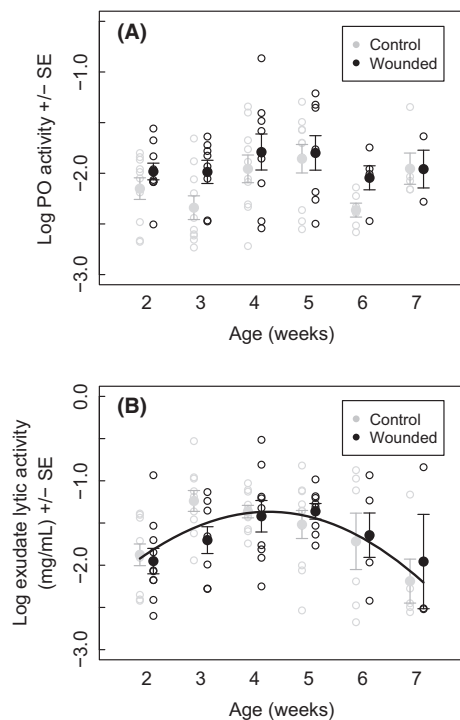 (A)
Control
Wounded
Log PO activity +/− SE
−1.0
−2.0
−3.0
2 3 4 5 6 7
Age (weeks)
(B)
Control
Wounded
Log exudate lytic activity
(mg/mL) +/− SE
0.0
−1.0
−2.0
−3.0
2 3 4 5 6 7
Age (weeks)